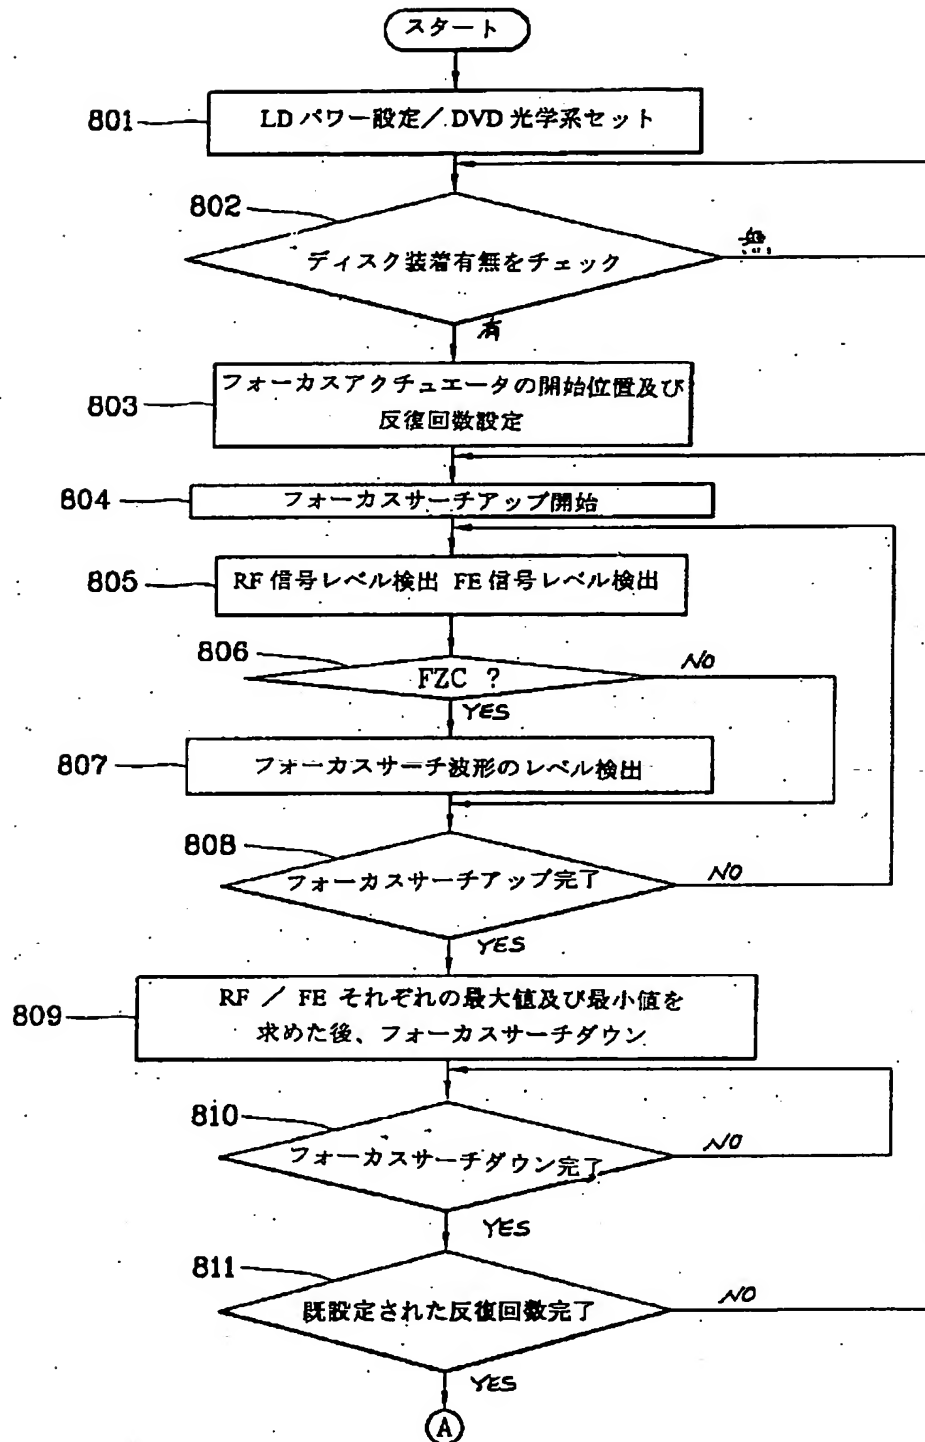 スタート
801
LD パワー設定／DVD 光学系セット
802
ディスク装着有無をチェック
無
有
803
フォーカスアクチュエータの開始位置及び
反復回数設定
804
フォーカスサーチアップ開始
805
RF 信号レベル検出 FE 信号レベル検出
806
FZC ?
NO
YES
807
フォーカスサーチ波形のレベル検出
808
フォーカスサーチアップ完了
NO
YES
809
RF ／ FE それぞれの最大値及び最小値を
求めた後、フォーカスサーチダウン
810
フォーカスサーチダウン完了
NO
YES
811
既設定された反復回数完了
NO
YES
A